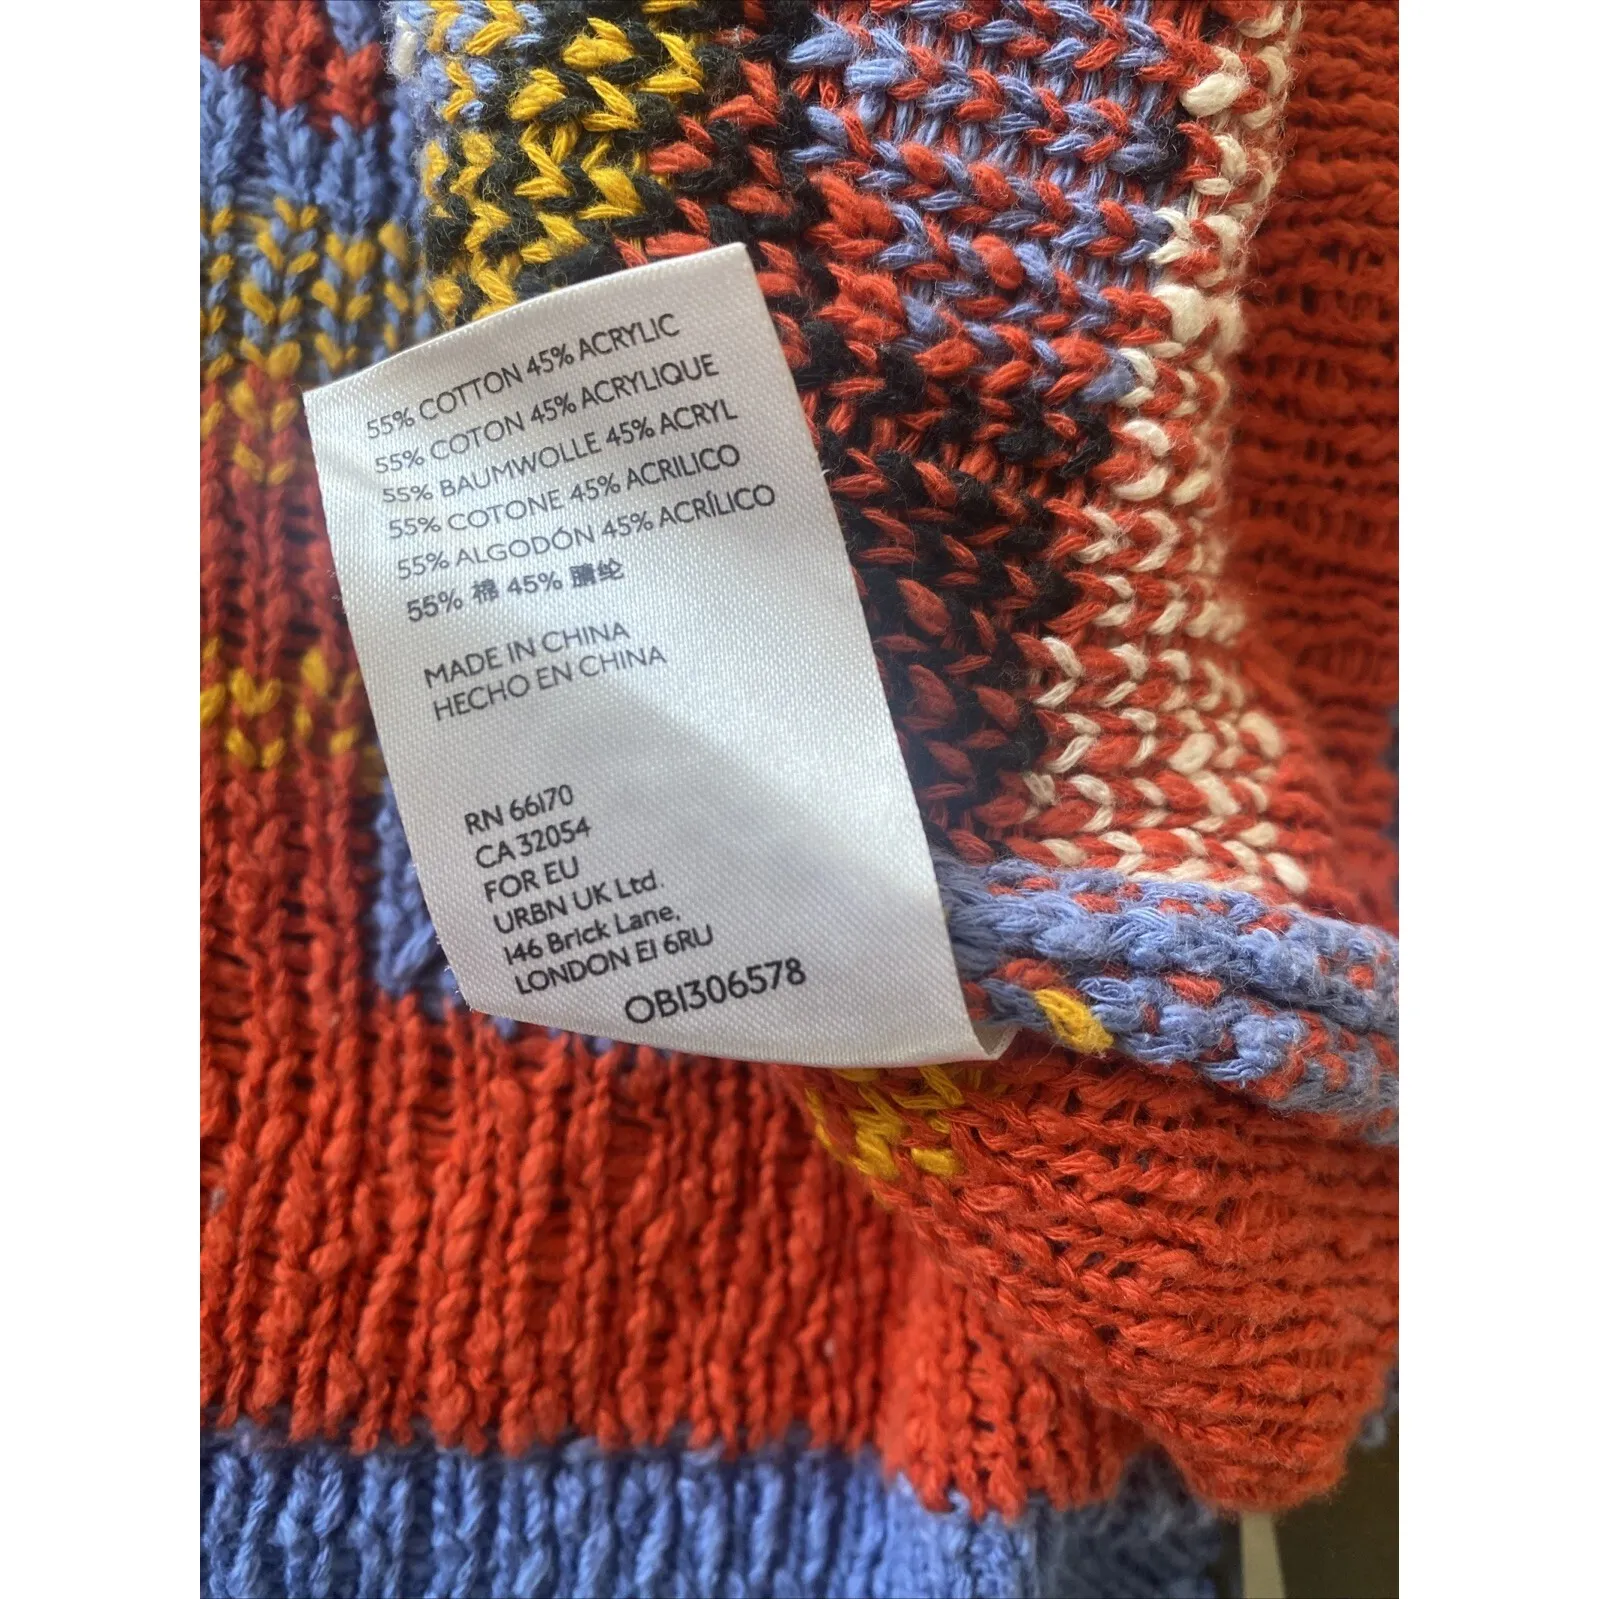 55% COTTON 45% ACRYLIC
55% COTON 45% ACRYLIQUE
55% BAUMWOLLE 45% ACRYL
55% COTONE 45% ACRILICO
55% ALGODÓN 45% ACRÍLICO
55% 棉 45% 腈纶
MADE IN CHINA
HECHO EN CHINA
RN 66170
CA 32054
FOR EU
URBN UK Ltd.
146 Brick Lane,
LONDON E1 6RU
OB1306578